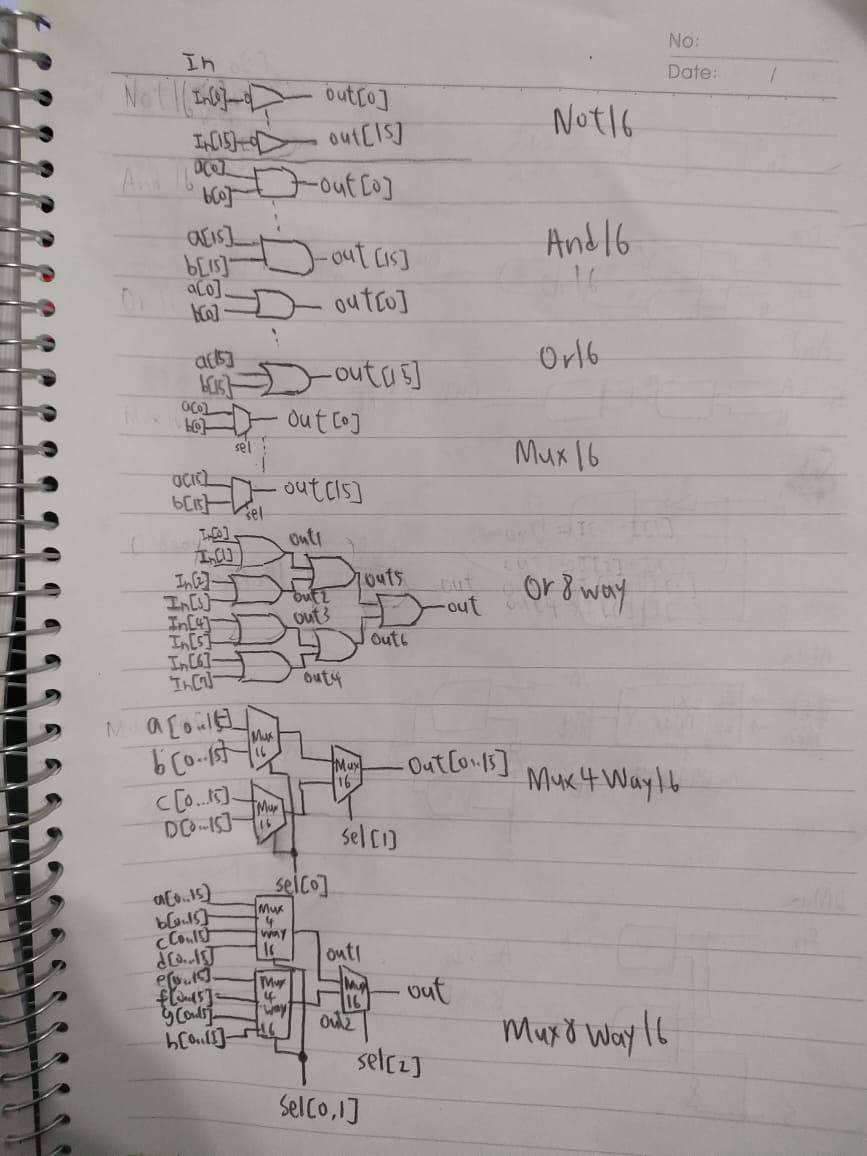 No:
Date: /
In
Not16
In[0] out[0]
In[15] out[15]
Not16
And16
a[0]
b[0] out[0]
a[15]
b[15] out[15]
And16
a[0]
b[0] out[0]
a[15]
b[15] out[15]
Or16
a[0]
b[0] out[0]
sel
a[15]
b[15] out[15]
sel
Mux16
In[0]
In[1] out1
In[2]
In[3] out2
In[4]
In[5] out3
In[6]
In[7] out4
out5
out6
out
Or8way
a[0..15]
b[0..15]
Mux
16
c[0..15]
D[0..15]
Mux
16
Mux
16
Out[0..15]
sel[1]
sel[0]
Mux4Way16
a[0..15]
b[0..15]
c[0..15]
d[0..15]
Mux
4
way
16
e[0..15]
f[0..15]
g[0..15]
h[0..15]
Mux
4
way
16
out1
out2
Mux
16
out
sel[2]
sel[0,1]
Mux8Way16